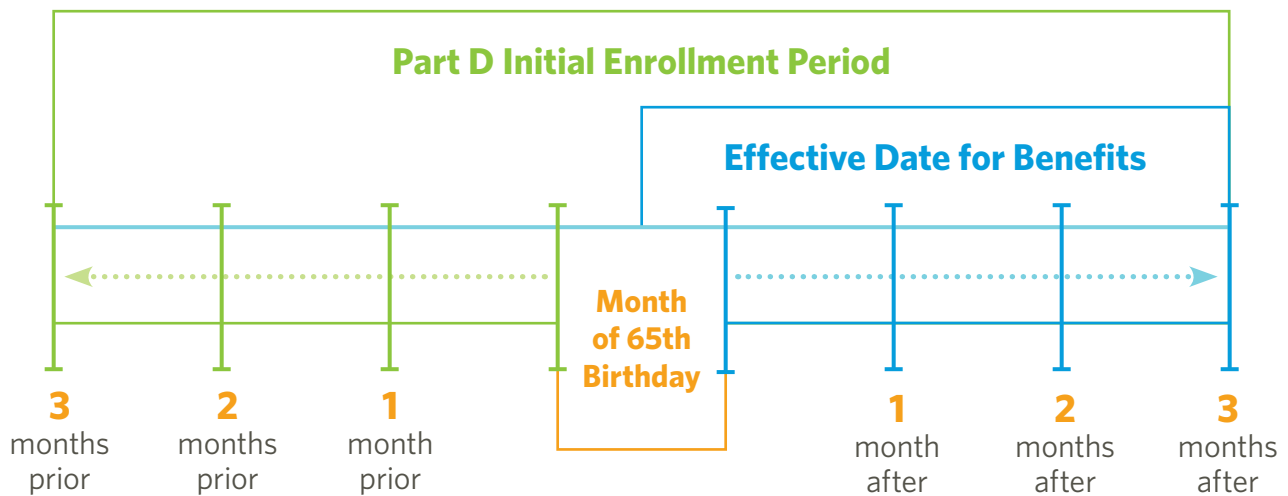 Part D Initial Enrollment Period
Effective Date for Benefits
Month
of 65th
Birthday
3
months
prior
2
months
prior
1
month
prior
1
month
after
2
months
after
3
months
after